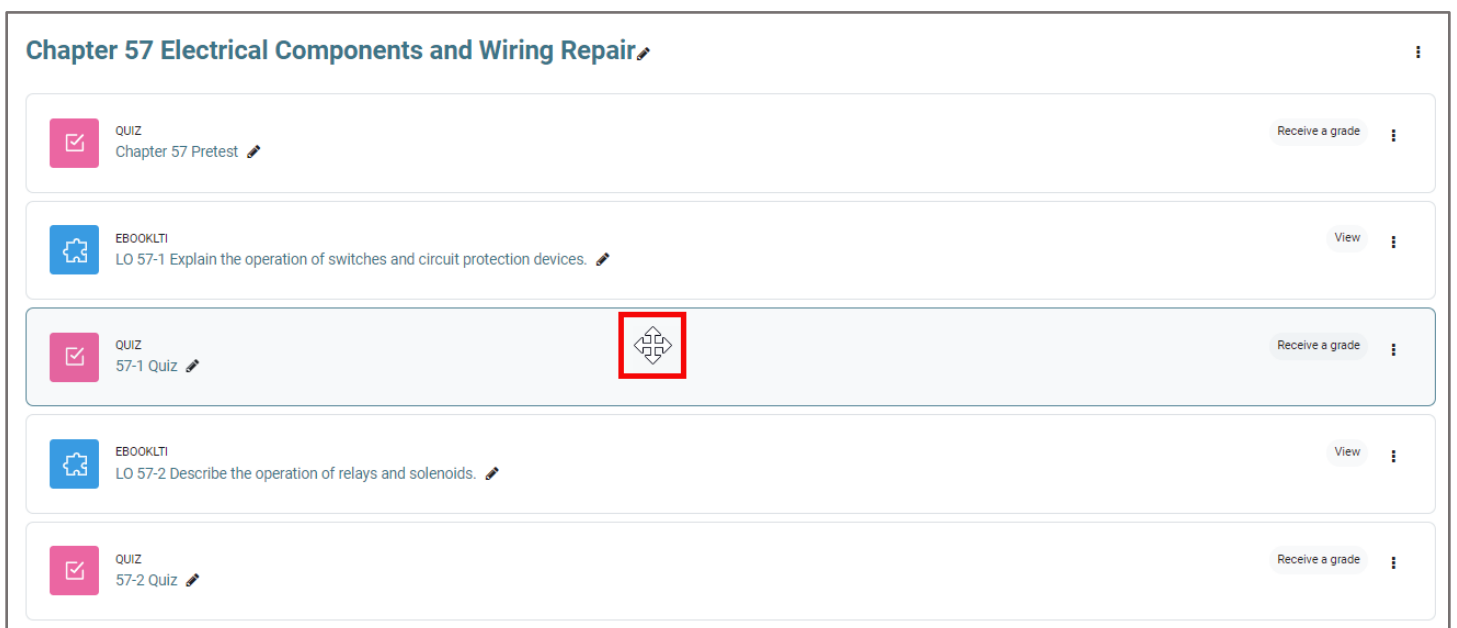 Chapter 57 Electrical Components and Wiring Repair
QUIZ
Chapter 57 Pretest
Receive a grade
EBOOKLTI
LO 57-1 Explain the operation of switches and circuit protection devices.
View
QUIZ
57-1 Quiz
Receive a grade
EBOOKLTI
LO 57-2 Describe the operation of relays and solenoids.
View
QUIZ
57-2 Quiz
Receive a grade